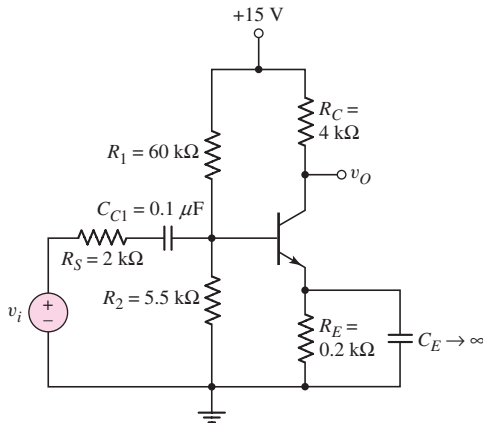 +15 V
R_C =
4 kΩ
R_1 = 60 kΩ
v_O
C_C1 = 0.1 μF
R_S = 2 kΩ
R_2 = 5.5 kΩ
v_i
+
−
R_E =
0.2 kΩ
C_E → ∞